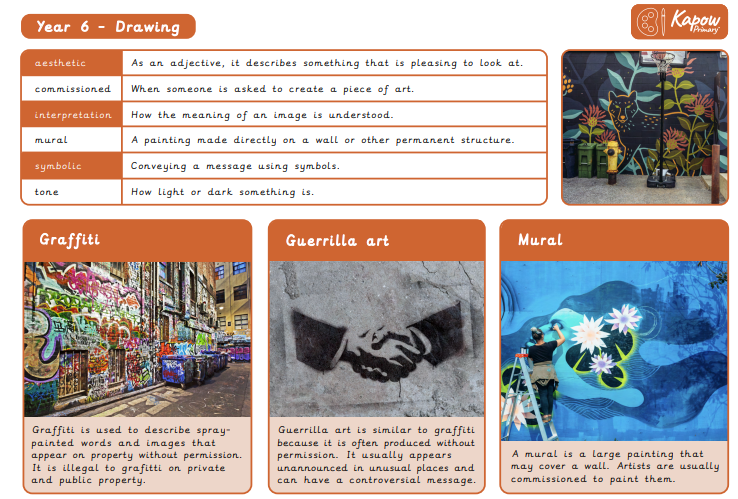 Year 6 - Drawing
Kapow
Primary
aesthetic
As an adjective, it describes something that is pleasing to look at.
commissioned
When someone is asked to create a piece of art.
interpretation
How the meaning of an image is understood.
mural
A painting made directly on a wall or other permanent structure.
symbolic
Conveying a message using symbols.
tone
How light or dark something is.
Graffiti
Graffiti is used to describe spray-
painted words and images that
appear on property without permission.
It is illegal to grafitti on private
and public property.
Guerrilla art
Guerrilla art is similar to graffiti
because it is often produced without
permission. It usually appears
unannounced in unusual places and
can have a controversial message.
Mural
A mural is a large painting that
may cover a wall. Artists are usually
commissioned to paint them.